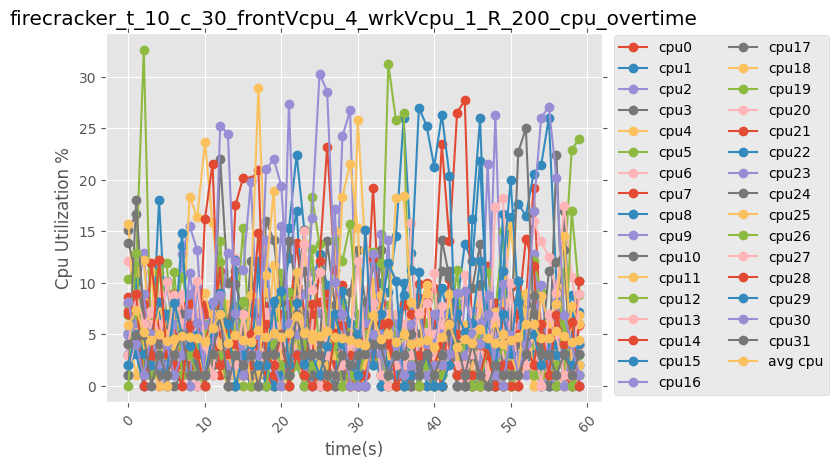 firecracker_t_10_c_30_frontVcpu_4_wrkVcpu_1_R_200_cpu_overtime
Cpu Utilization %
30
25
20
15
10
5
0
0
10
20
30
40
50
60
time(s)
cpu0
cpu1
cpu2
cpu3
cpu4
cpu5
cpu6
cpu7
cpu8
cpu9
cpu10
cpu11
cpu12
cpu13
cpu14
cpu15
cpu16
cpu17
cpu18
cpu19
cpu20
cpu21
cpu22
cpu23
cpu24
cpu25
cpu26
cpu27
cpu28
cpu29
cpu30
cpu31
avg cpu